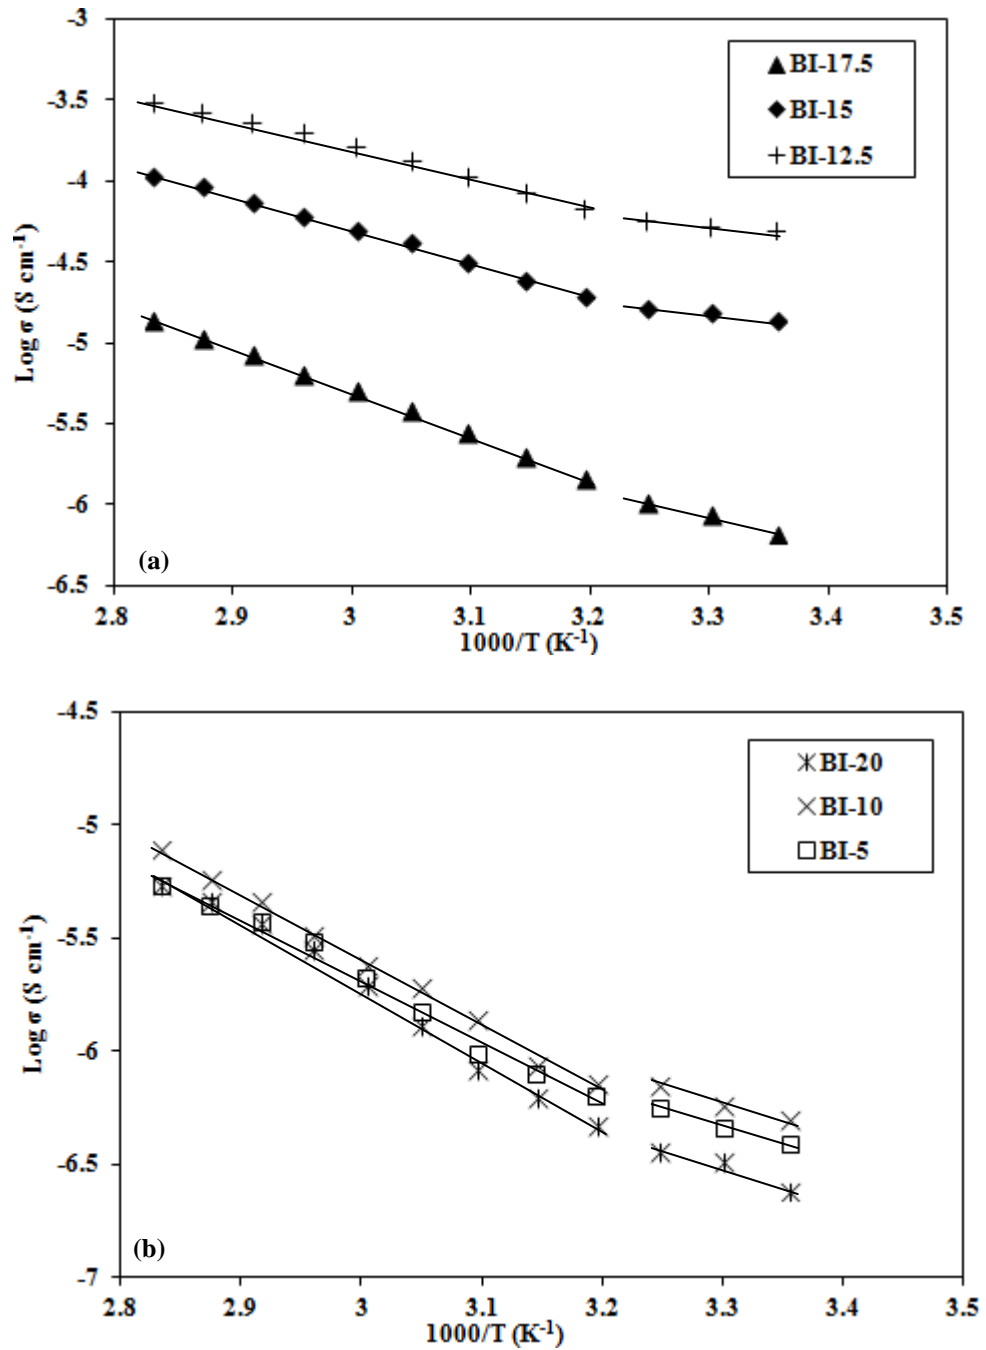 -3
-3.5
-4
-4.5
-5
-5.5
-6
-6.5
Log σ (S cm-1)
BI-17.5
BI-15
BI-12.5
(a)
2.8 2.9 3 3.1 3.2 3.3 3.4 3.5
1000/T (K-1)
-4.5
-5
-5.5
-6
-6.5
-7
Log σ (S cm-1)
BI-20
BI-10
BI-5
(b)
2.8 2.9 3 3.1 3.2 3.3 3.4 3.5
1000/T (K-1)